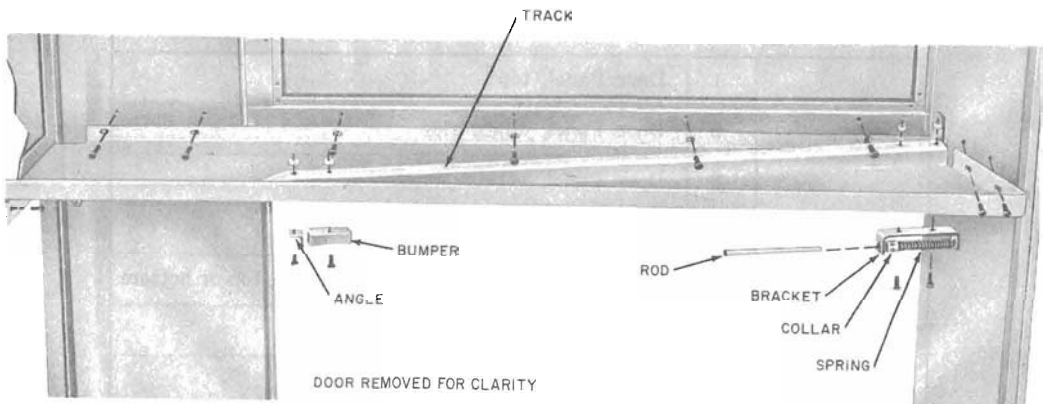 TRACK
BUMPER
ANGLE
ROD
BRACKET
COLLAR
SPRING
DOOR REMOVED FOR CLARITY